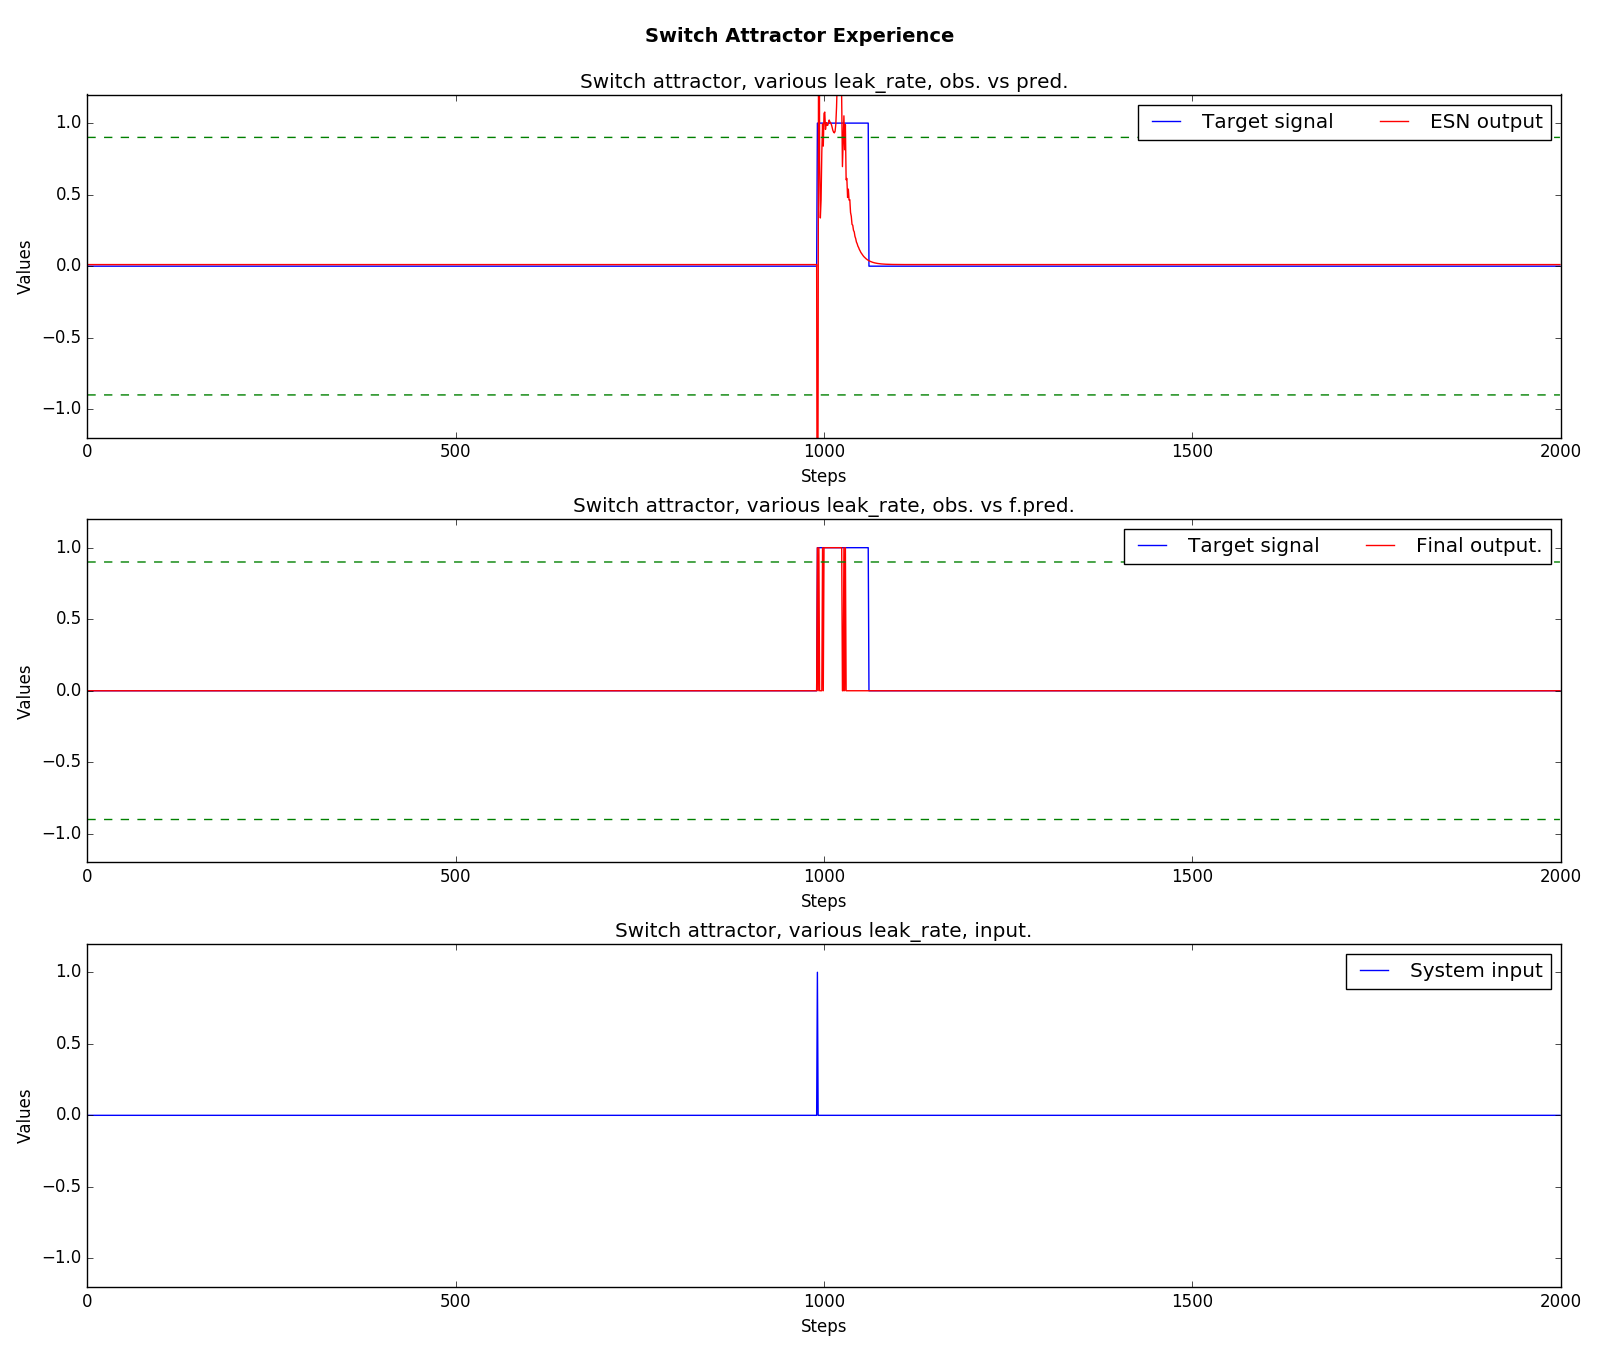 Switch Attractor Experience
Switch attractor, various leak_rate, obs. vs pred.
Target signal ESN output
1.0
0.5
0.0
−0.5
−1.0
Values
0 500 1000 1500 2000
Steps
Switch attractor, various leak_rate, obs. vs f.pred.
Target signal Final output.
1.0
0.5
0.0
−0.5
−1.0
Values
0 500 1000 1500 2000
Steps
Switch attractor, various leak_rate, input.
System input
1.0
0.5
0.0
−0.5
−1.0
Values
0 500 1000 1500 2000
Steps